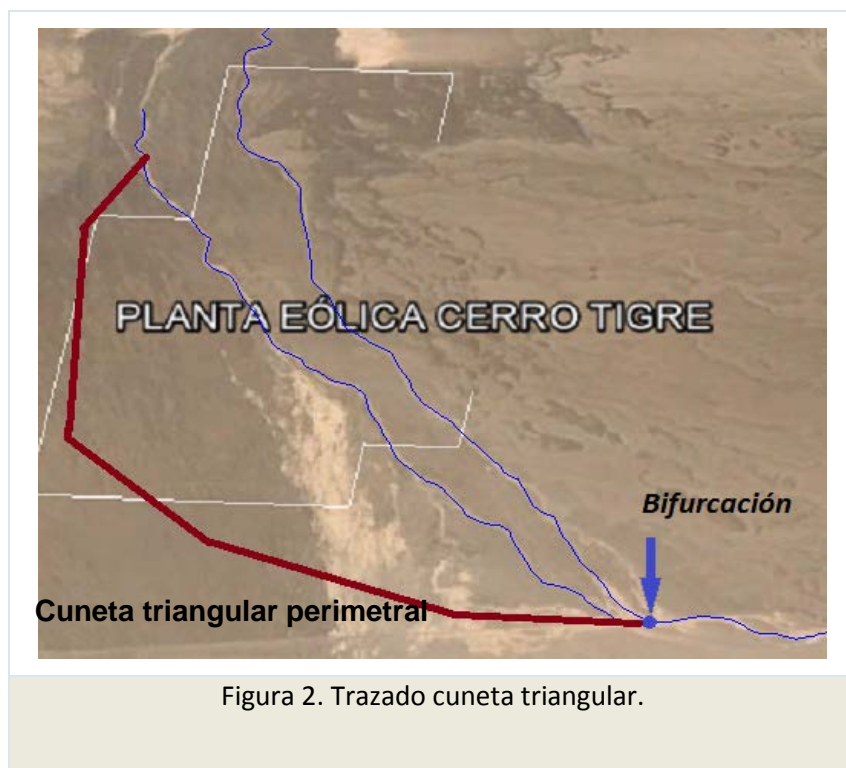 PLANTA EÓLICA CERRO TIGRE
Bifurcación
Cuneta triangular perimetral
Figura 2. Trazado cuneta triangular.